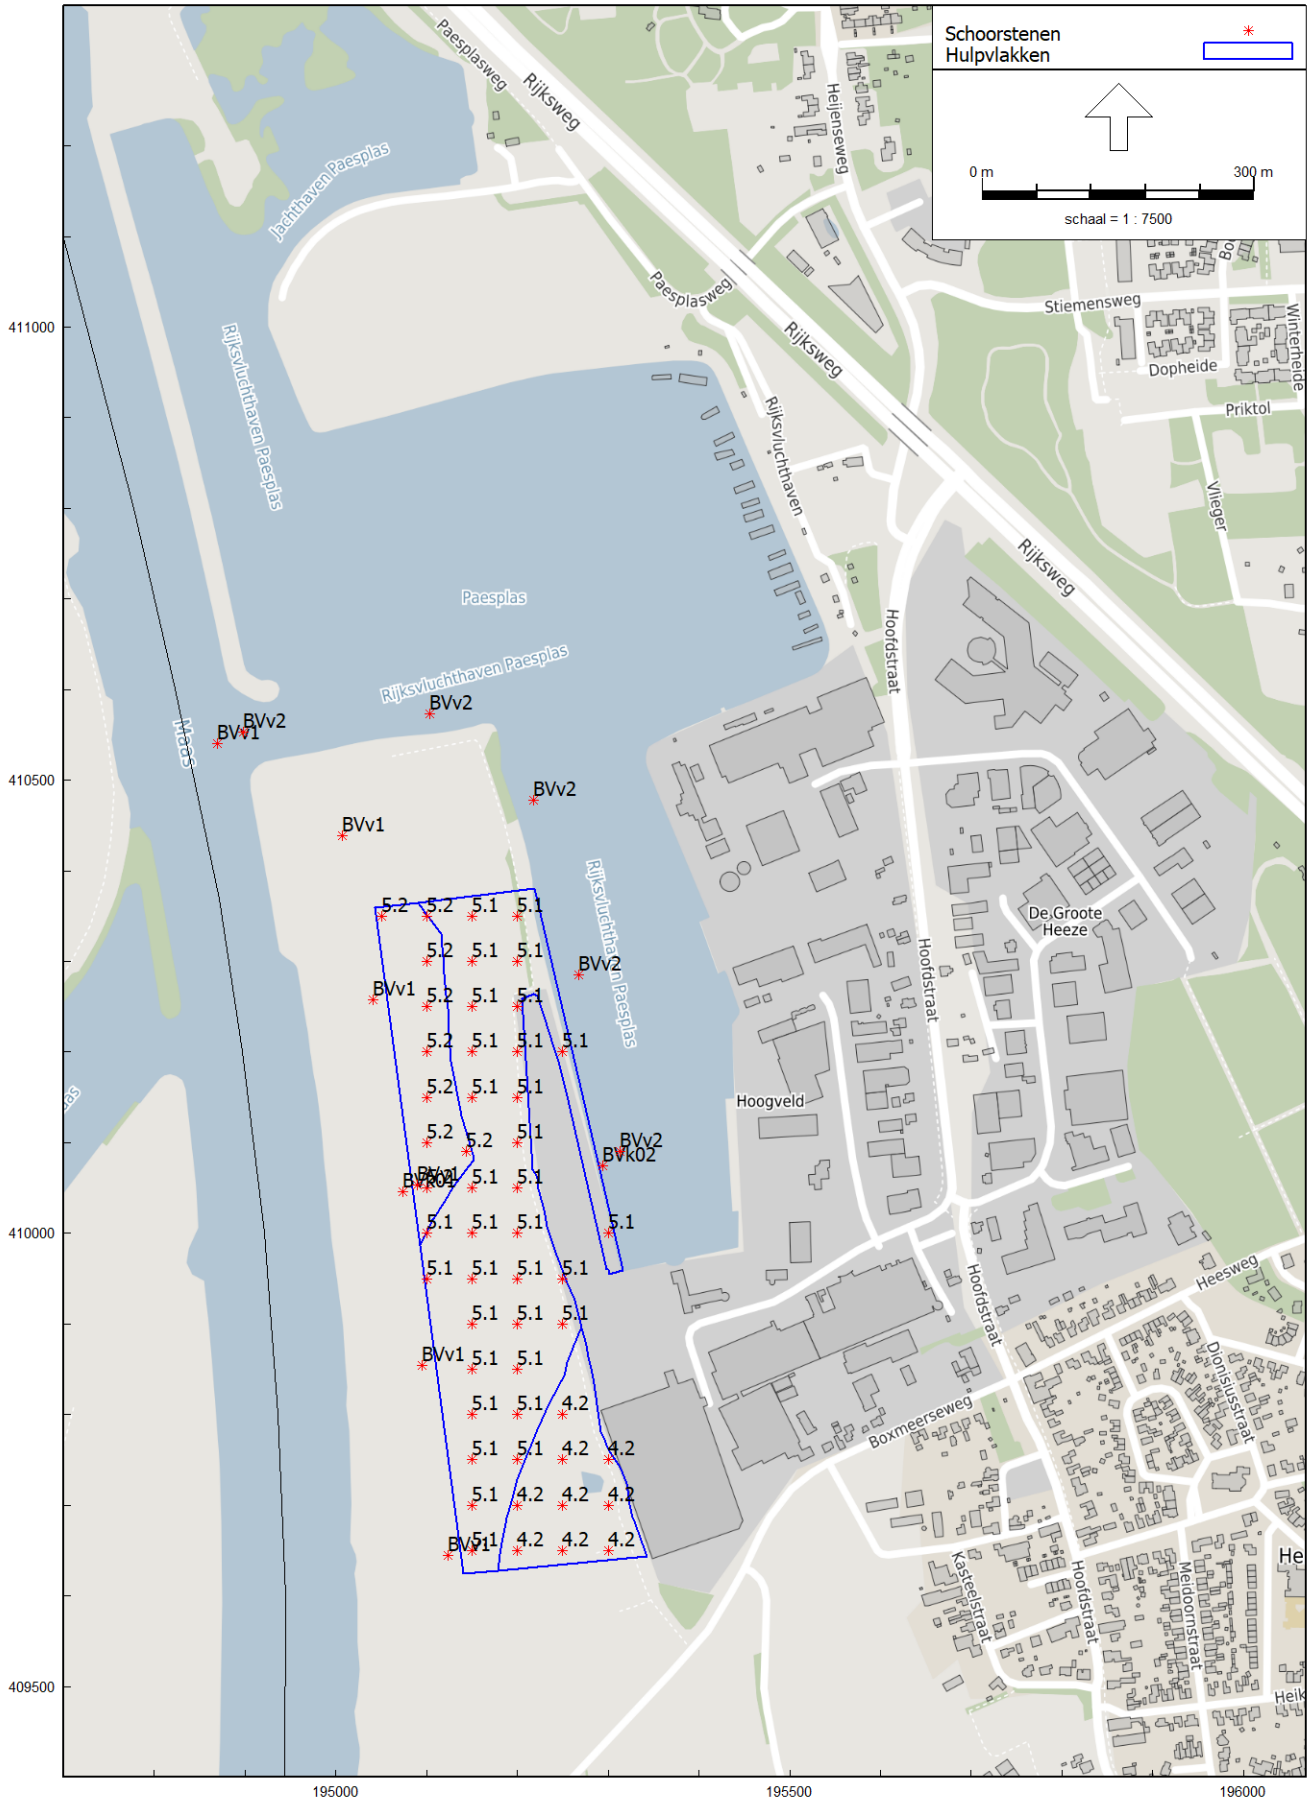 Schoorstenen
Hulpvlakken
0 m 300 m
schaal = 1 : 7500
Paesplasweg
Rijksweg
Heijenseweg
Jachthaven Paesplas
Paesplasweg
Stiemensweg
Winterheide
Dopheide
Priktol
Vlieger
411000
Rijksvluchthaven Paesplas
Rijksweg
Rijksvluchthaven
Rijksweg
Paesplas
Rijksvluchthaven Paesplas
Hoofdstraat
Maas
BVv2
BVv2
BVv1
410500
BVv2
BVv1
Rijksvluchthaven Paesplas
De Groote
Heeze
5.2 5.2 5.1 5.1
5.2 5.1 5.1
Hoofdstraat
BVv2
BVv1
5.2 5.1 5.1
5.2 5.1 5.1 5.1
5.2 5.1 5.1
Hoogveld
5.2 5.1
5.2
BVv2
BVk02
BVv1
BVk01
5.2 5.1 5.1
410000
5.1 5.1 5.1 5.1
5.1 5.1 5.1 5.1
Heesweg
Hoofdstraat
5.1 5.1 5.1
BVv1
5.1 5.1
Dionisiusstraat
5.1 5.1 4.2
Boxmeerseweg
5.1 5.1 4.2 4.2
5.1 4.2 4.2 4.2
BVv1
5.1 4.2 4.2 4.2
He
Kasteelstraat
Hoofdstraat
Meidoornstraat
409500
Heik
195000 195500 196000